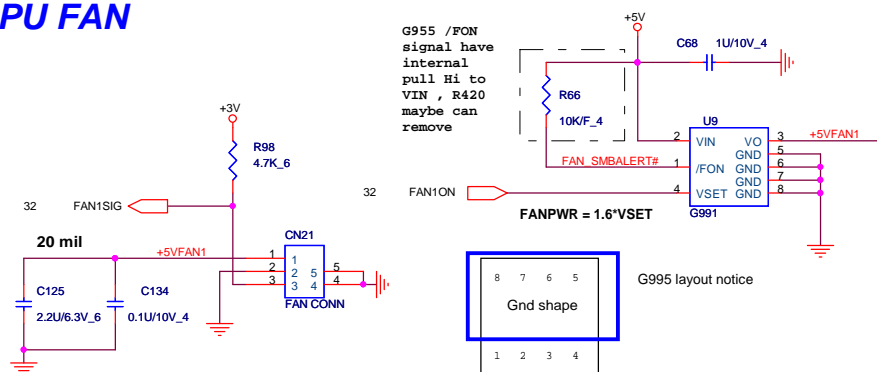 PU FAN
G955 /FON
signal have
internal
pull Hi to
VIN , R420
maybe can
remove
+5V
C68 1U/10V_4
R66
10K/F_4
U9
2 VIN VO 3 +5VFAN1
GND 5
FAN_SMBALERT# 1 /FON GND 6
GND 7
32 FAN1ON 4 VSET GND 8
FANPWR = 1.6*VSET
G991
+3V
R98
4.7K_6
32 FAN1SIG
20 mil
+5VFAN1
CN21
1 1
2 2 5 5
3 3 4 4
FAN CONN
C125
2.2U/6.3V_6
C134
0.1U/10V_4
G995 layout notice
8 7 6 5
Gnd shape
1 2 3 4